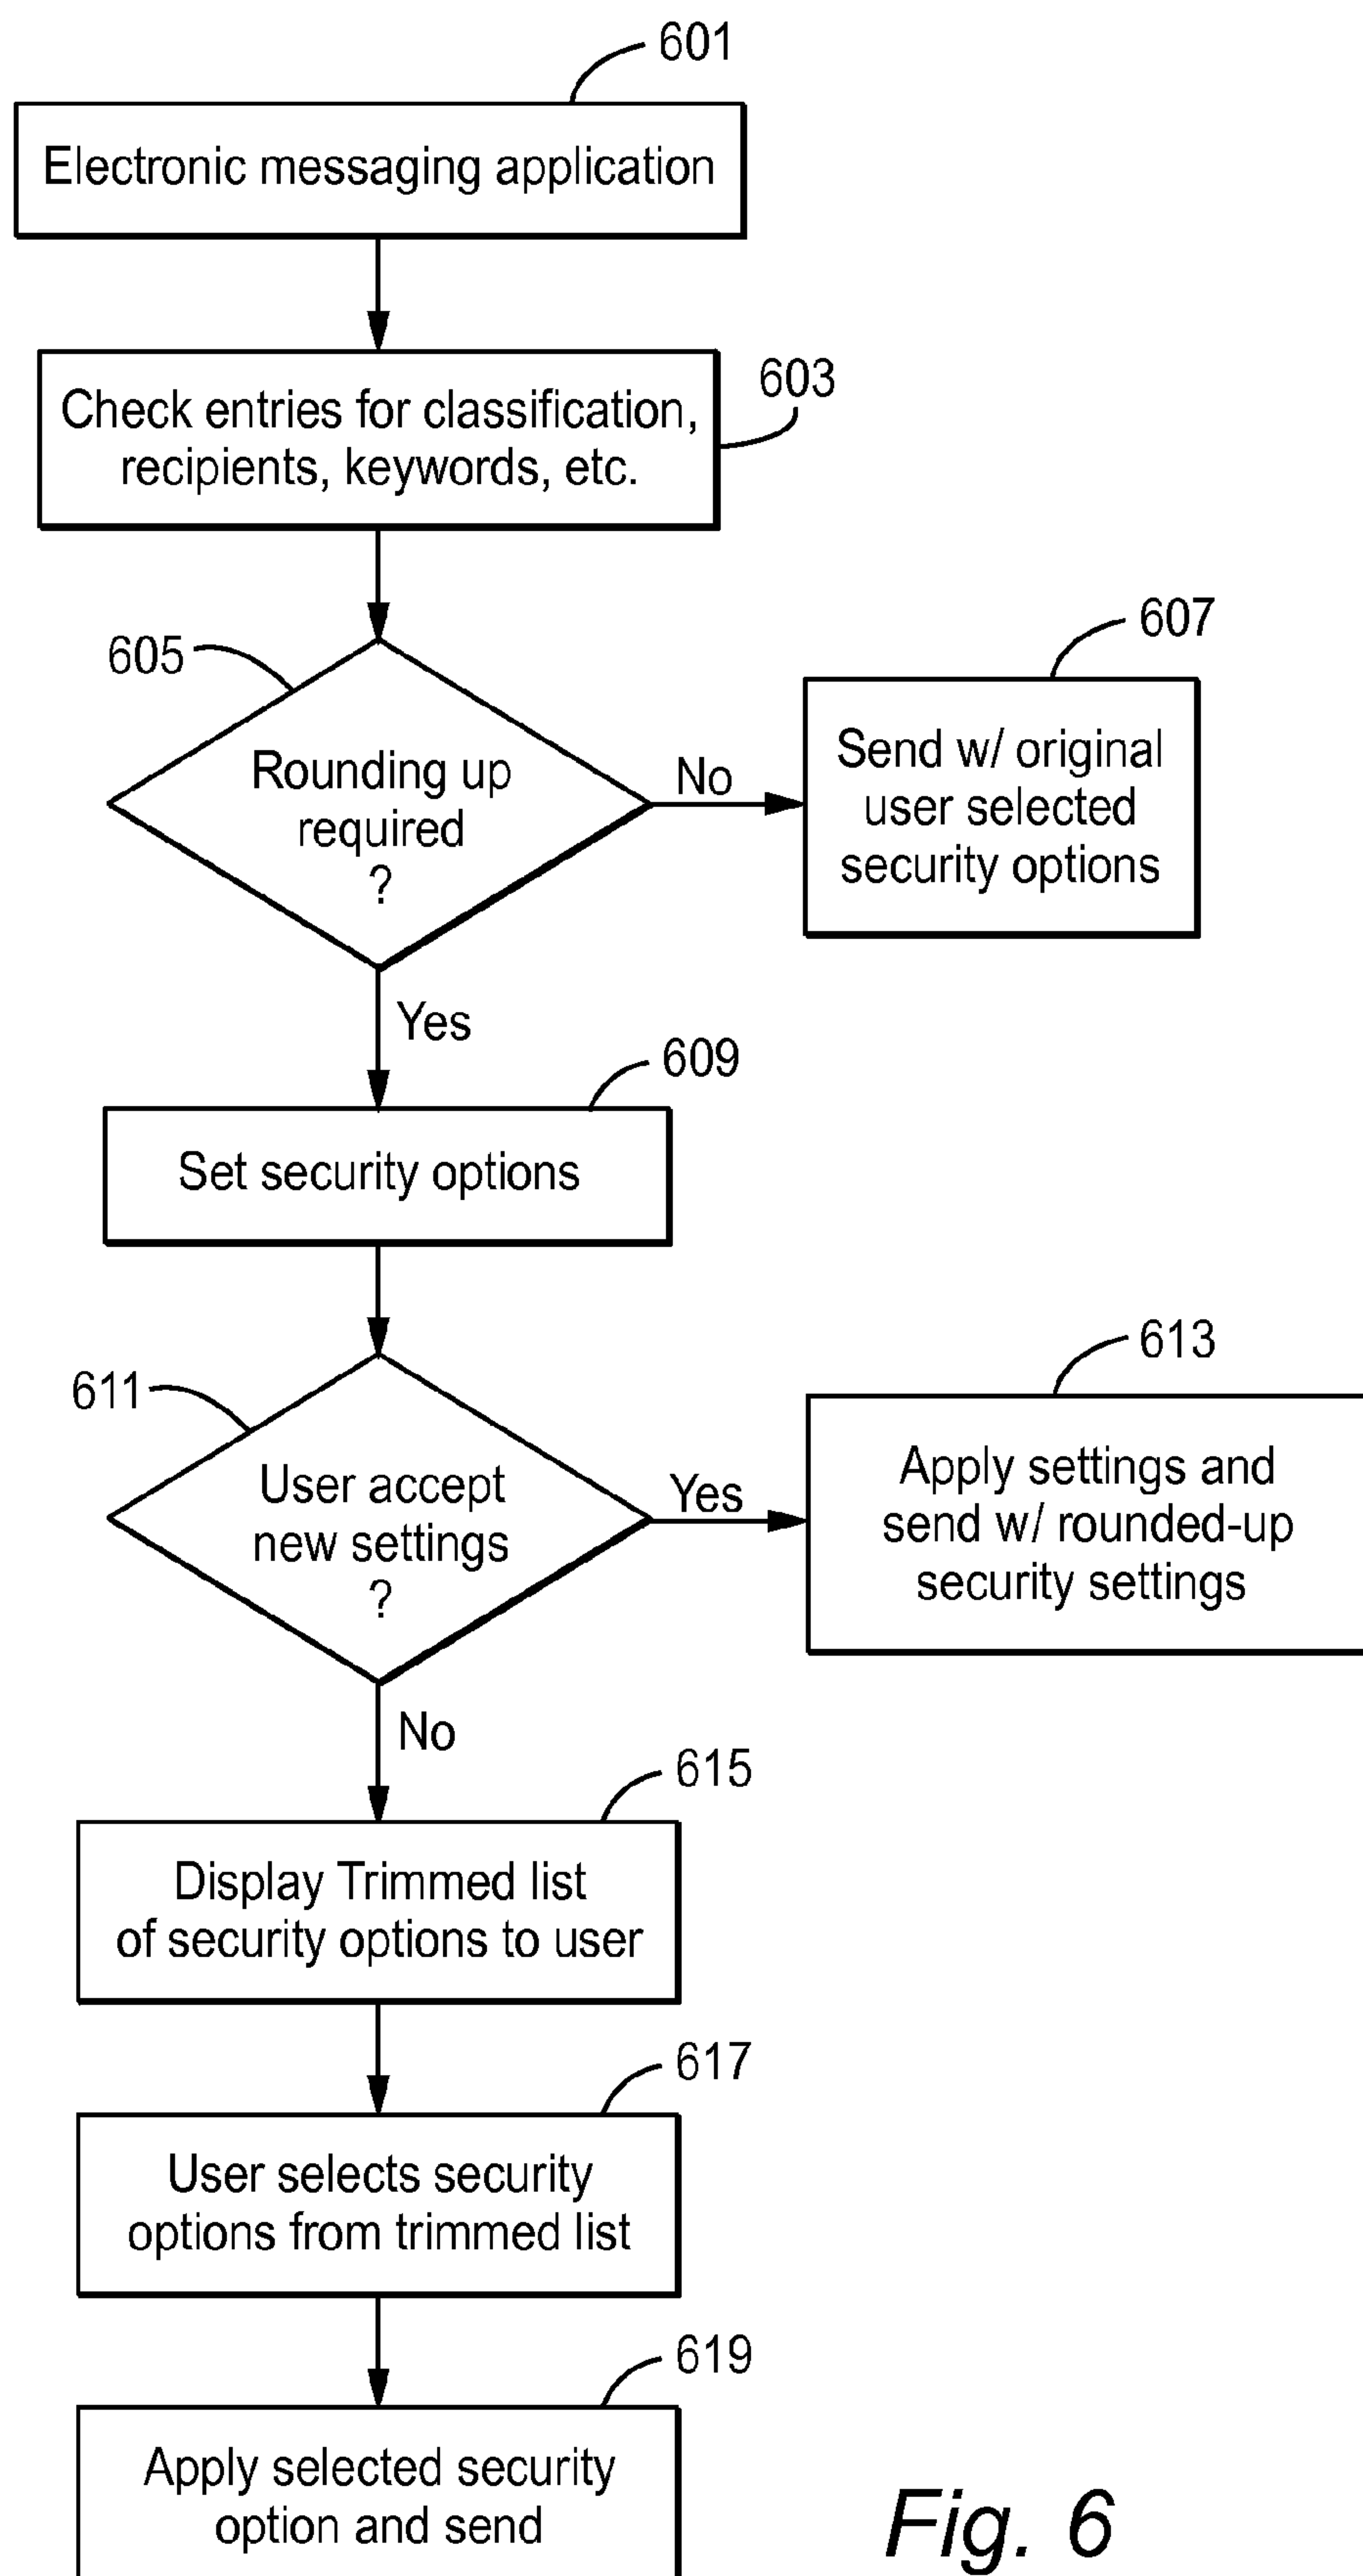 601
Electronic messaging application
603
Check entries for classification,
recipients, keywords, etc.
605
Rounding up
required
?
No
607
Send w/ original
user selected
security options
Yes
609
Set security options
611
User accept
new settings
?
Yes
613
Apply settings and
send w/ rounded-up
security settings
No
615
Display Trimmed list
of security options to user
617
User selects security
options from trimmed list
619
Apply selected security
option and send
Fig. 6